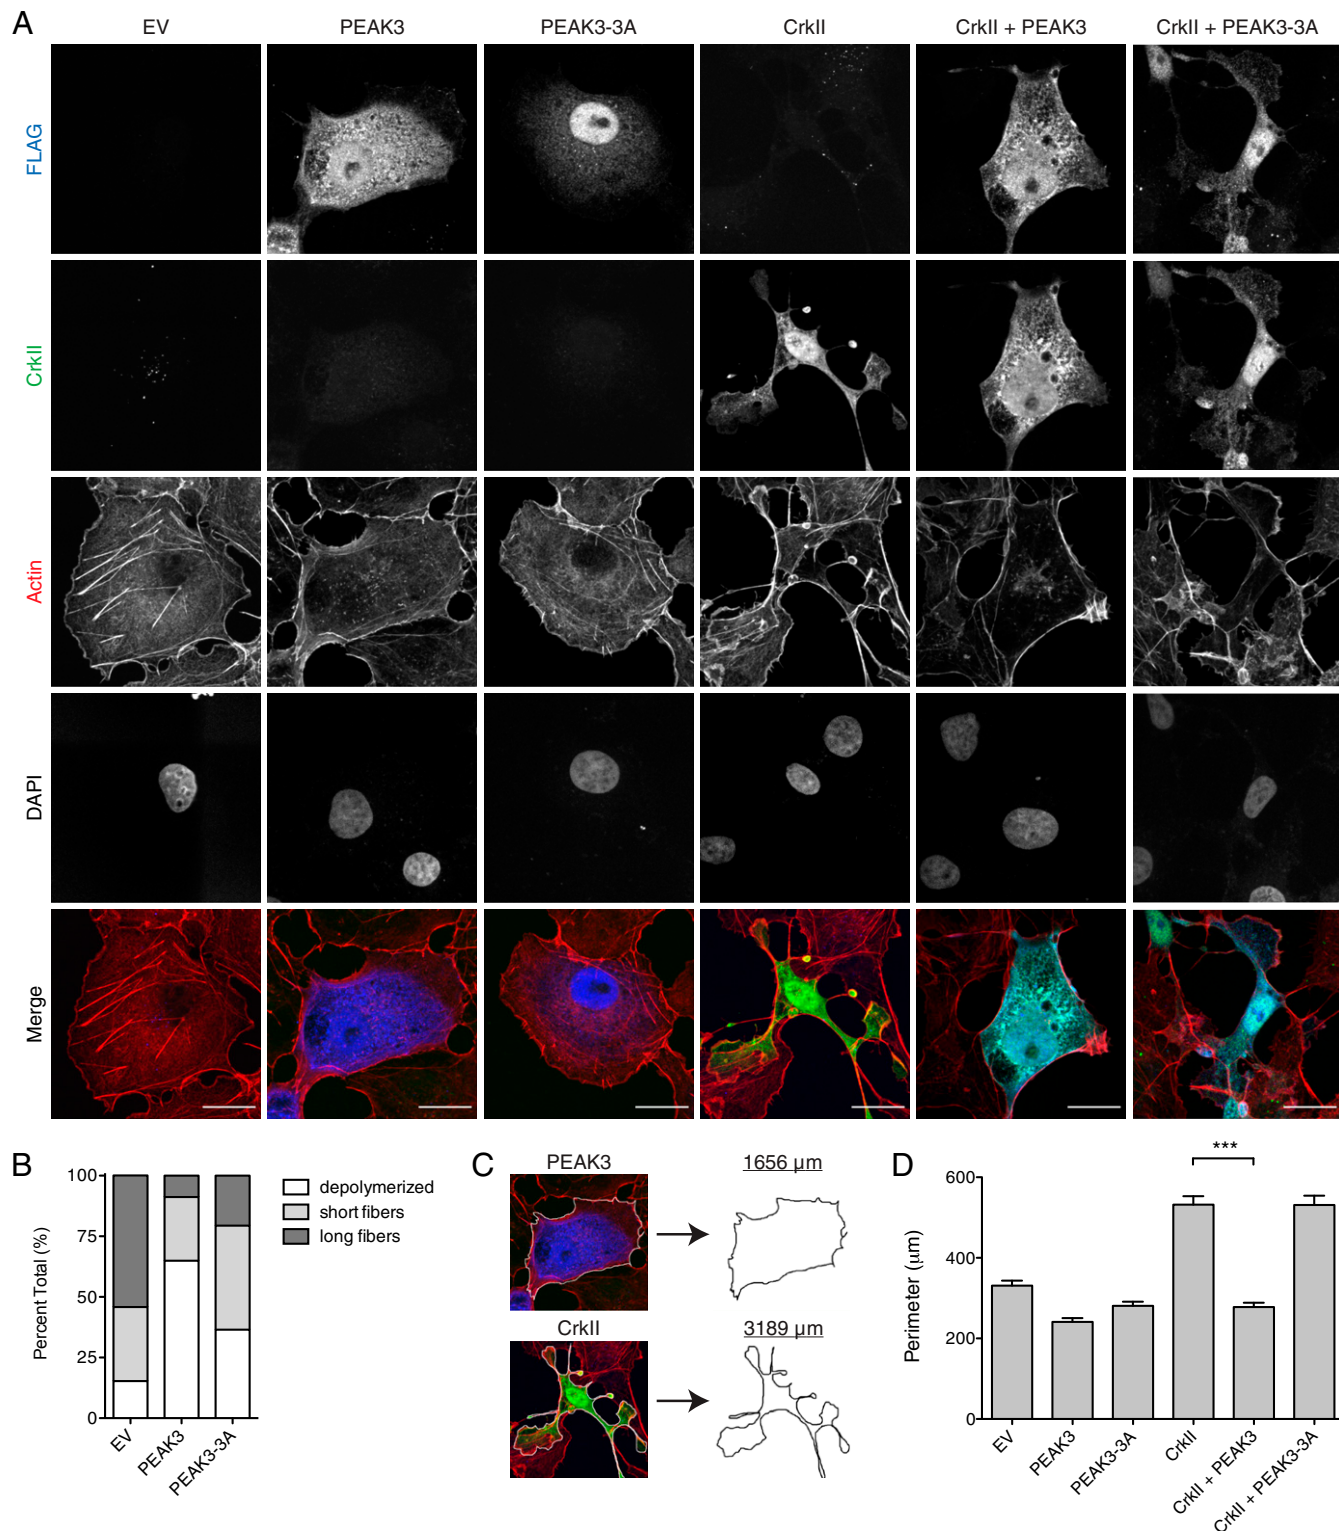 A
EV PEAK3 PEAK3-3A CrkII CrkII + PEAK3 CrkII + PEAK3-3A
FLAG
CrkII
Actin
DAPI
Merge
B
Percent Total (%)
100
75
50
25
0
EV
PEAK3
PEAK3-3A
depolymerized
short fibers
long fibers
C
PEAK3
1656 µm
CrkII
3189 µm
D
***
Perimeter (µm)
600
400
200
0
EV
PEAK3
PEAK3-3A
CrkII
CrkII + PEAK3
CrkII + PEAK3-3A